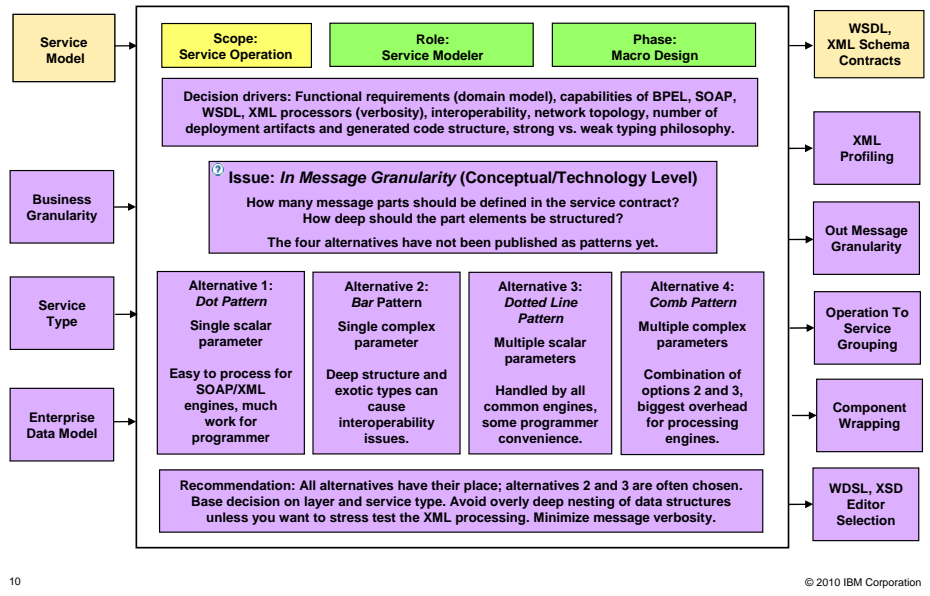 Service
Model
Scope:
Service Operation
Role:
Service Modeler
Phase:
Macro Design
WSDL,
XML Schema
Contracts
Decision drivers: Functional requirements (domain model), capabilities of BPEL, SOAP,
WSDL, XML processors (verbosity), interoperability, network topology, number of
deployment artifacts and generated code structure, strong vs. weak typing philosophy.
XML
Profiling
Business
Granularity
?
Issue: In Message Granularity (Conceptual/Technology Level)
How many message parts should be defined in the service contract?
How deep should the part elements be structured?
The four alternatives have not been published as patterns yet.
Out Message
Granularity
Service
Type
Alternative 1:
Dot Pattern
Single scalar
parameter
Easy to process for
SOAP/XML
engines, much
work for
programmer
Alternative 2:
Bar Pattern
Single complex
parameter
Deep structure and
exotic types can
cause
interoperability
issues.
Alternative 3:
Dotted Line
Pattern
Multiple scalar
parameters
Handled by all
common engines,
some programmer
convenience.
Alternative 4:
Comb Pattern
Multiple complex
parameters
Combination of
options 2 and 3,
biggest overhead
for processing
engines.
Operation To
Service
Grouping
Enterprise
Data Model
Component
Wrapping
Recommendation: All alternatives have their place; alternatives 2 and 3 are often chosen.
Base decision on layer and service type. Avoid overly deep nesting of data structures
unless you want to stress test the XML processing. Minimize message verbosity.
WDSL, XSD
Editor
Selection
10
© 2010 IBM Corporation